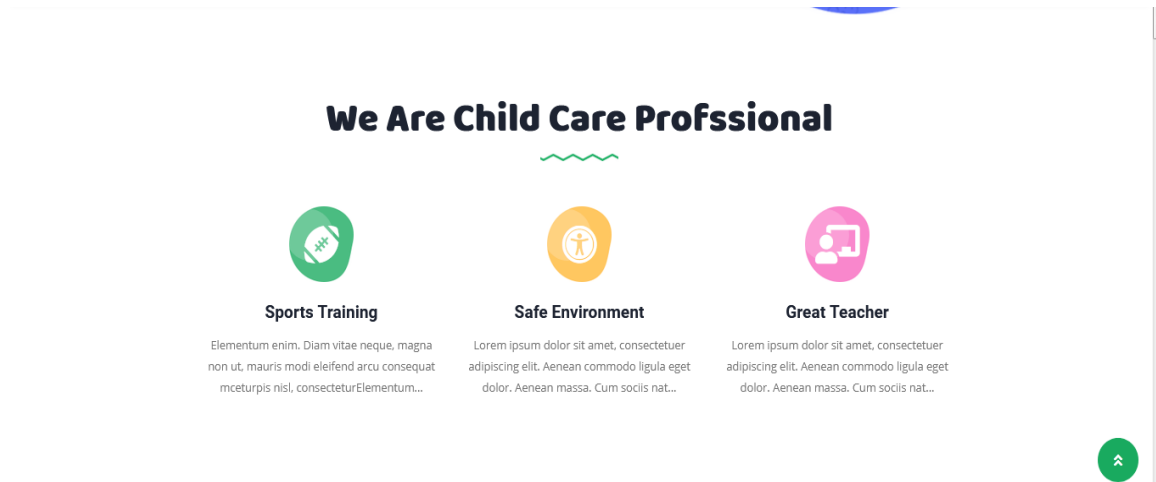 We Are Child Care Profssional
Sports Training
Elementum enim. Diam vitae neque, magna
non ut, mauris modi eleifend arcu consequat
mceturpis nisl, consecteturElementum...
Safe Environment
Lorem ipsum dolor sit amet, consectetuer
adipiscing elit. Aenean commodo ligula eget
dolor. Aenean massa. Cum sociis nat...
Great Teacher
Lorem ipsum dolor sit amet, consectetuer
adipiscing elit. Aenean commodo ligula eget
dolor. Aenean massa. Cum sociis nat...